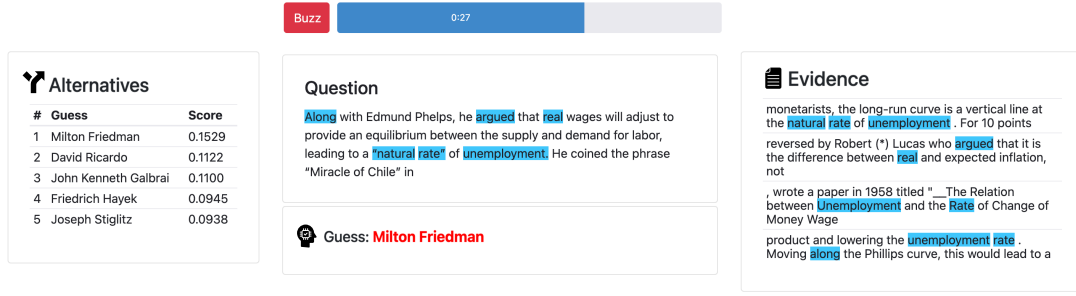 Buzz
0:27
Alternatives
# Guess Score
1 Milton Friedman 0.1529
2 David Ricardo 0.1122
3 John Kenneth Galbrai 0.1100
4 Friedrich Hayek 0.0945
5 Joseph Stiglitz 0.0938
Question
Along with Edmund Phelps, he argued that real wages will adjust to
provide an equilibrium between the supply and demand for labor,
leading to a “natural rate” of unemployment. He coined the phrase
“Miracle of Chile” in
Guess: Milton Friedman
Evidence
monetarists, the long-run curve is a vertical line at
the natural rate of unemployment . For 10 points
reversed by Robert (*) Lucas who argued that it is
the difference between real and expected inflation,
not
, wrote a paper in 1958 titled "__The Relation
between Unemployment and the Rate of Change of
Money Wage
product and lowering the unemployment rate .
Moving along the Phillips curve, this would lead to a